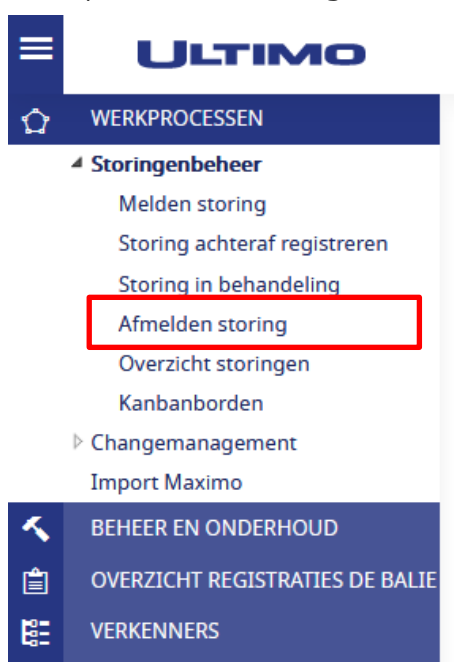 ULTIMO
WERKPROCESSEN
Storingenbeheer
Melden storing
Storing achteraf registreren
Storing in behandeling
Afmelden storing
Overzicht storingen
Kanbanborden
Changemanagement
Import Maximo
BEHEER EN ONDERHOUD
OVERZICHT REGISTRATIES DE BALIE
VERKENNERS